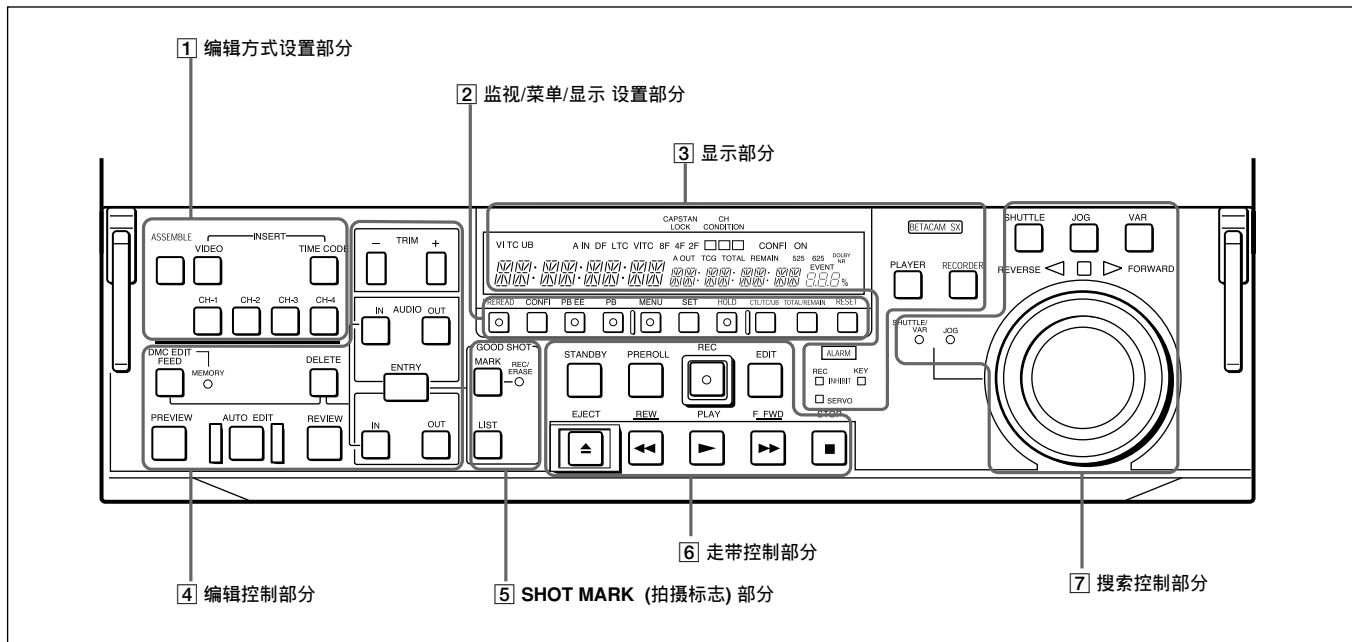 1 编辑方式设置部分
2 监视/菜单/显示 设置部分
3 显示部分
ASSEMBLE
INSERT
VIDEO
TIME CODE
CH-1 CH-2 CH-3 CH-4
− TRIM +
IN AUDIO OUT
DMC EDIT
FEED
MEMORY
DELETE
ENTRY
PREVIEW
AUTO EDIT
REVIEW
IN OUT
CAPSTAN LOCK
CH CONDITION
VITC UB
A IN DF LTC VITC 8F 4F 2F
CONFI ON
A OUT TCG TOTAL REMAIN 525 625 DOLBY NR
EVENT
%
REREAD CONFI PB EE PB MENU SET HOLD CTL/TC/UB TOTAL/REMAIN RESET
GOOD SHOT
MARK
REC/
ERASE
LIST
STANDBY PREROLL REC EDIT
EJECT REW PLAY F FWD STOP
BETACAM SX
PLAYER RECORDER
ALARM
REC KEY
INHIBIT
SERVO
SHUTTLE JOG VAR
REVERSE FORWARD
SHUTTLE/
VAR
JOG
4 编辑控制部分
5 SHOT MARK (拍摄标志) 部分
6 走带控制部分
7 搜索控制部分